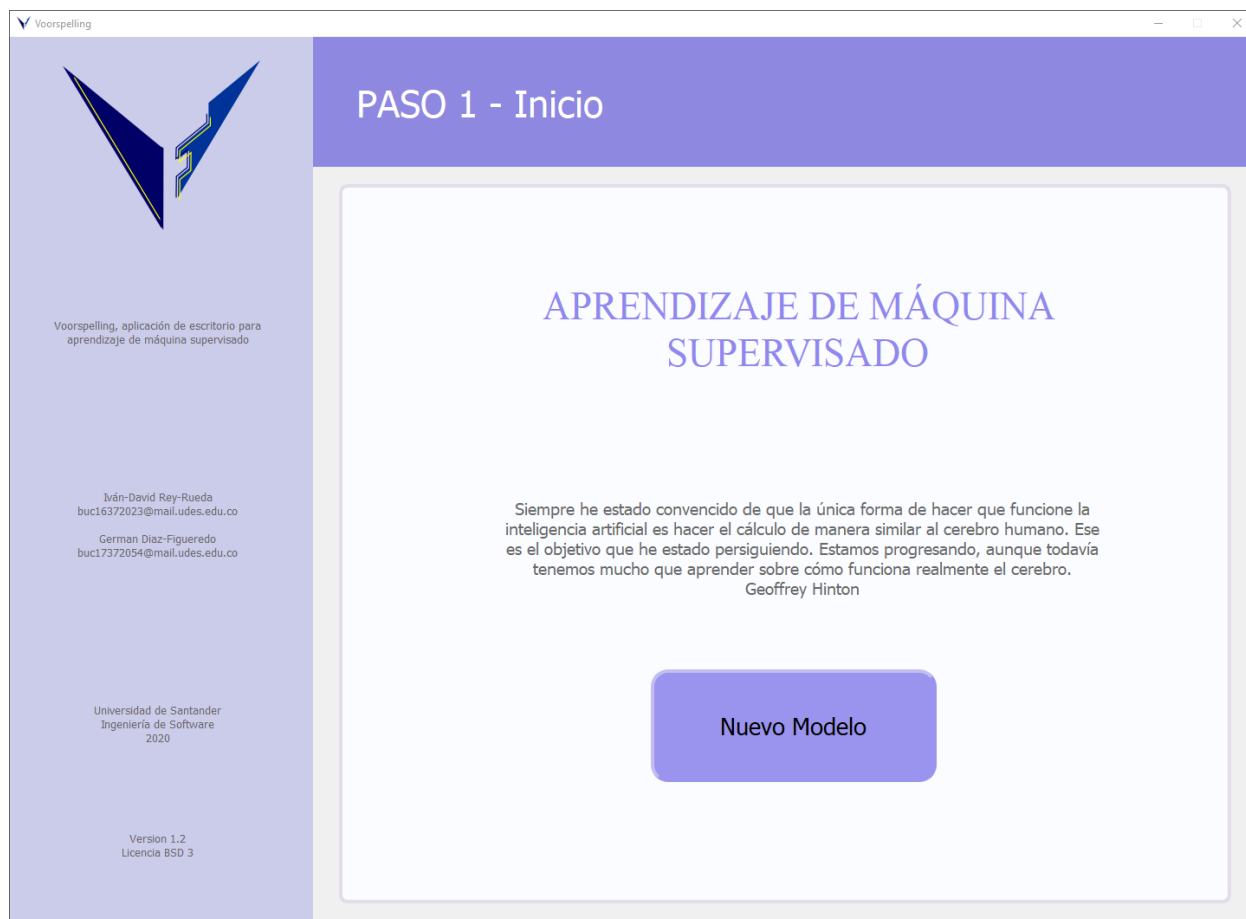 Voorspelling
PASO 1 - Inicio
Voorspelling, aplicación de escritorio para
aprendizaje de máquina supervisado
Iván-David Rey-Rueda
buc16372023@mail.udes.edu.co
German Diaz-Figueredo
buc17372054@mail.udes.edu.co
Universidad de Santander
Ingeniería de Software
2020
Version 1.2
Licencia BSD 3
APRENDIZAJE DE MÁQUINA
SUPERVISADO
Siempre he estado convencido de que la única forma de hacer que funcione la
inteligencia artificial es hacer el cálculo de manera similar al cerebro humano. Ese
es el objetivo que he estado persiguiendo. Estamos progresando, aunque todavía
tenemos mucho que aprender sobre cómo funciona realmente el cerebro.
Geoffrey Hinton
Nuevo Modelo